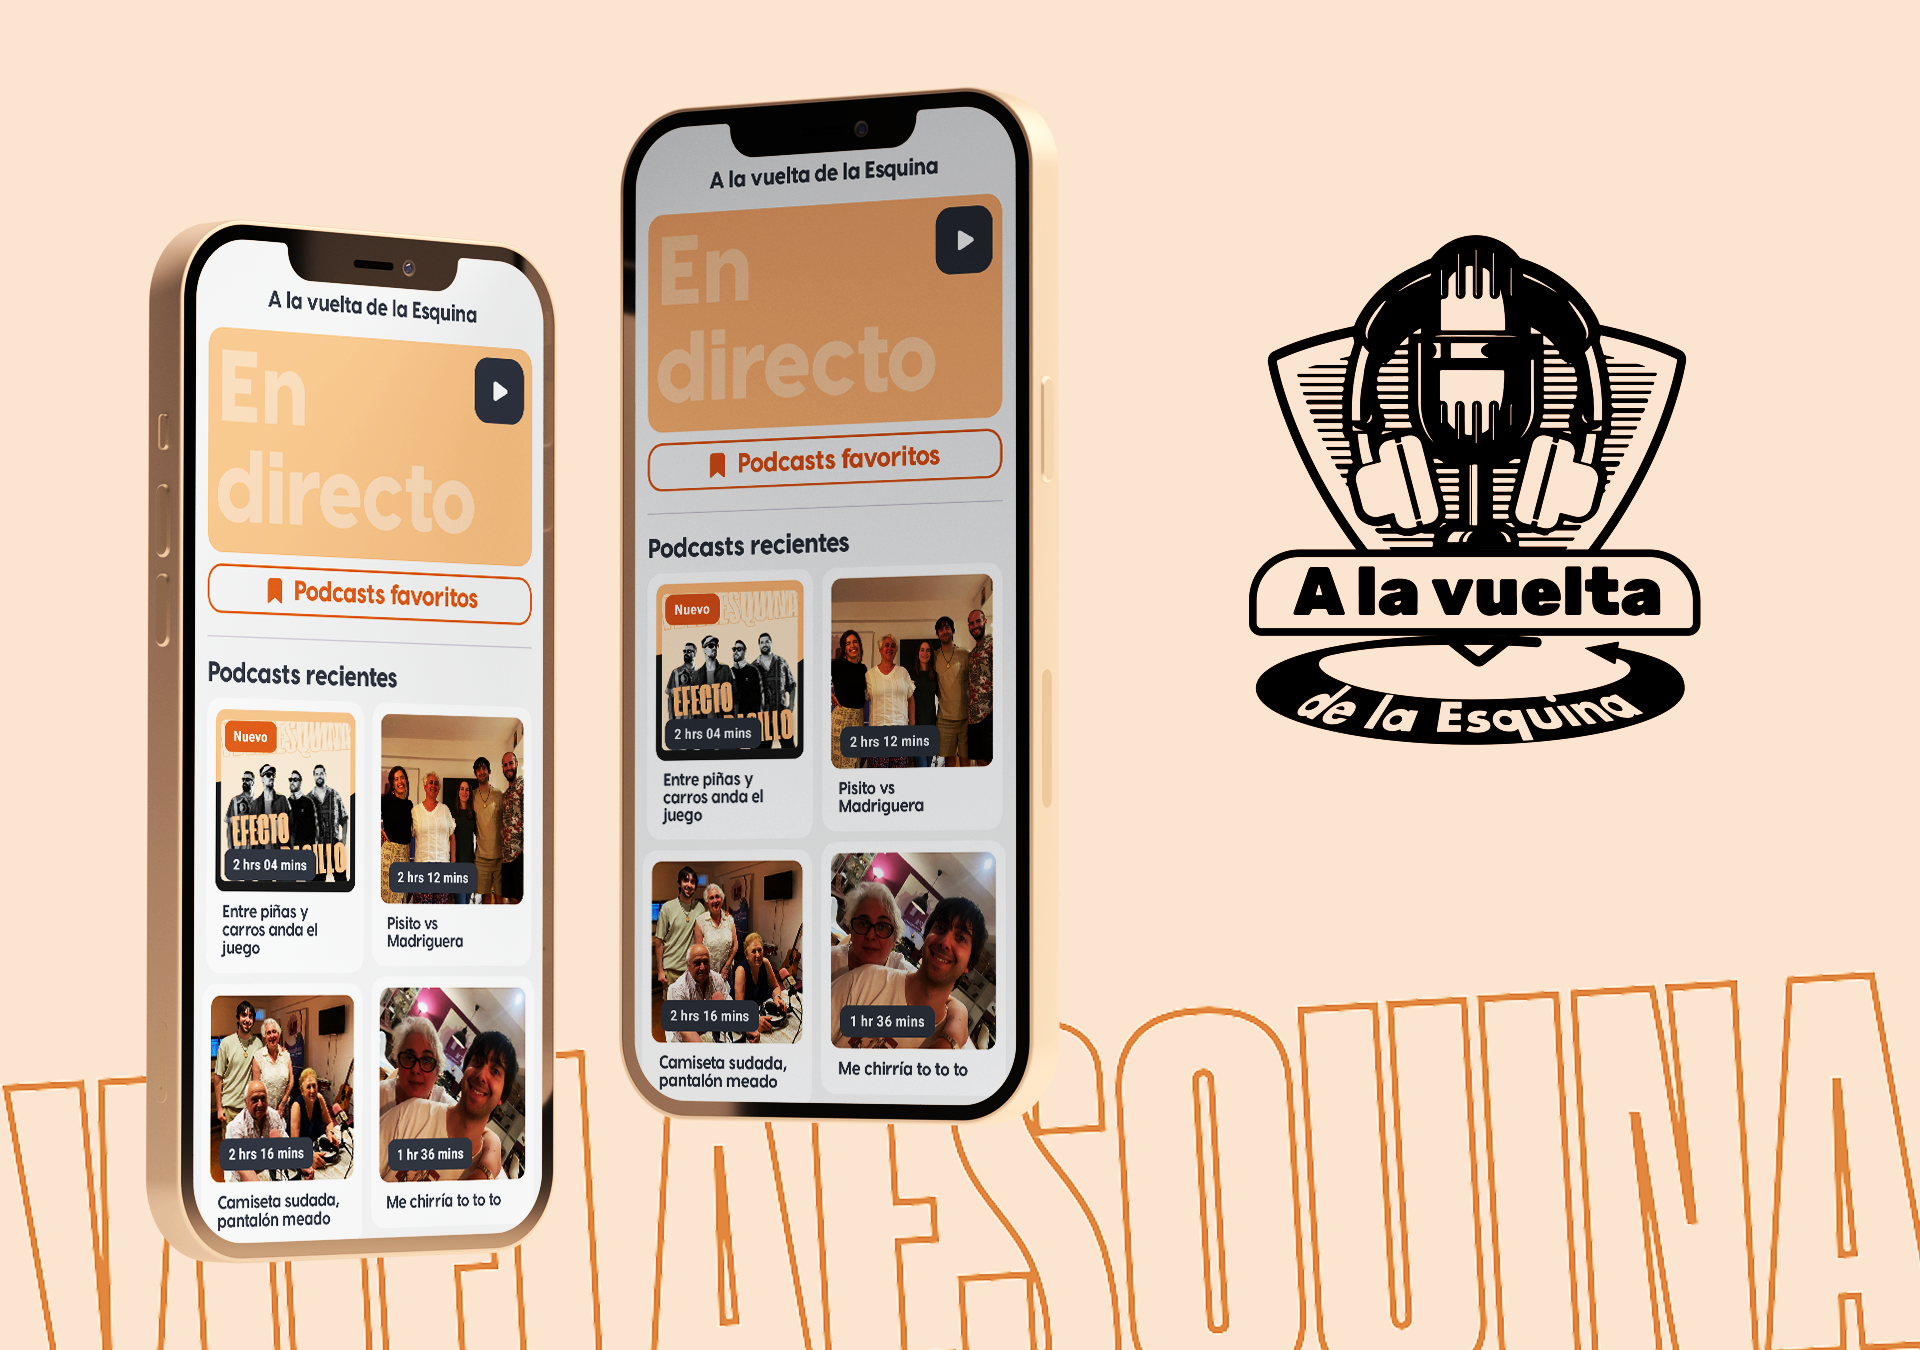 A la vuelta de la Esquina
En
directo
Podcasts favoritos
Podcasts recientes
Nuevo
ESQUINA
EFECTO
2 hrs 04 mins
Entre piñas y
carros anda el
juego
2 hrs 12 mins
Pisito vs
Madriguera
2 hrs 16 mins
Camiseta sudada,
pantalón meado
1 hr 36 mins
Me chirría to to to
A la vuelta de la Esquina
En
directo
Podcasts favoritos
Podcasts recientes
Nuevo
ESQUINA
EFECTO
2 hrs 04 mins
Entre piñas y
carros anda el
juego
2 hrs 12 mins
Pisito vs
Madriguera
2 hrs 16 mins
Camiseta sudada,
pantalón meado
1 hr 36 mins
Me chirría to to to
A la vuelta
de la Esquina
ESQUINA